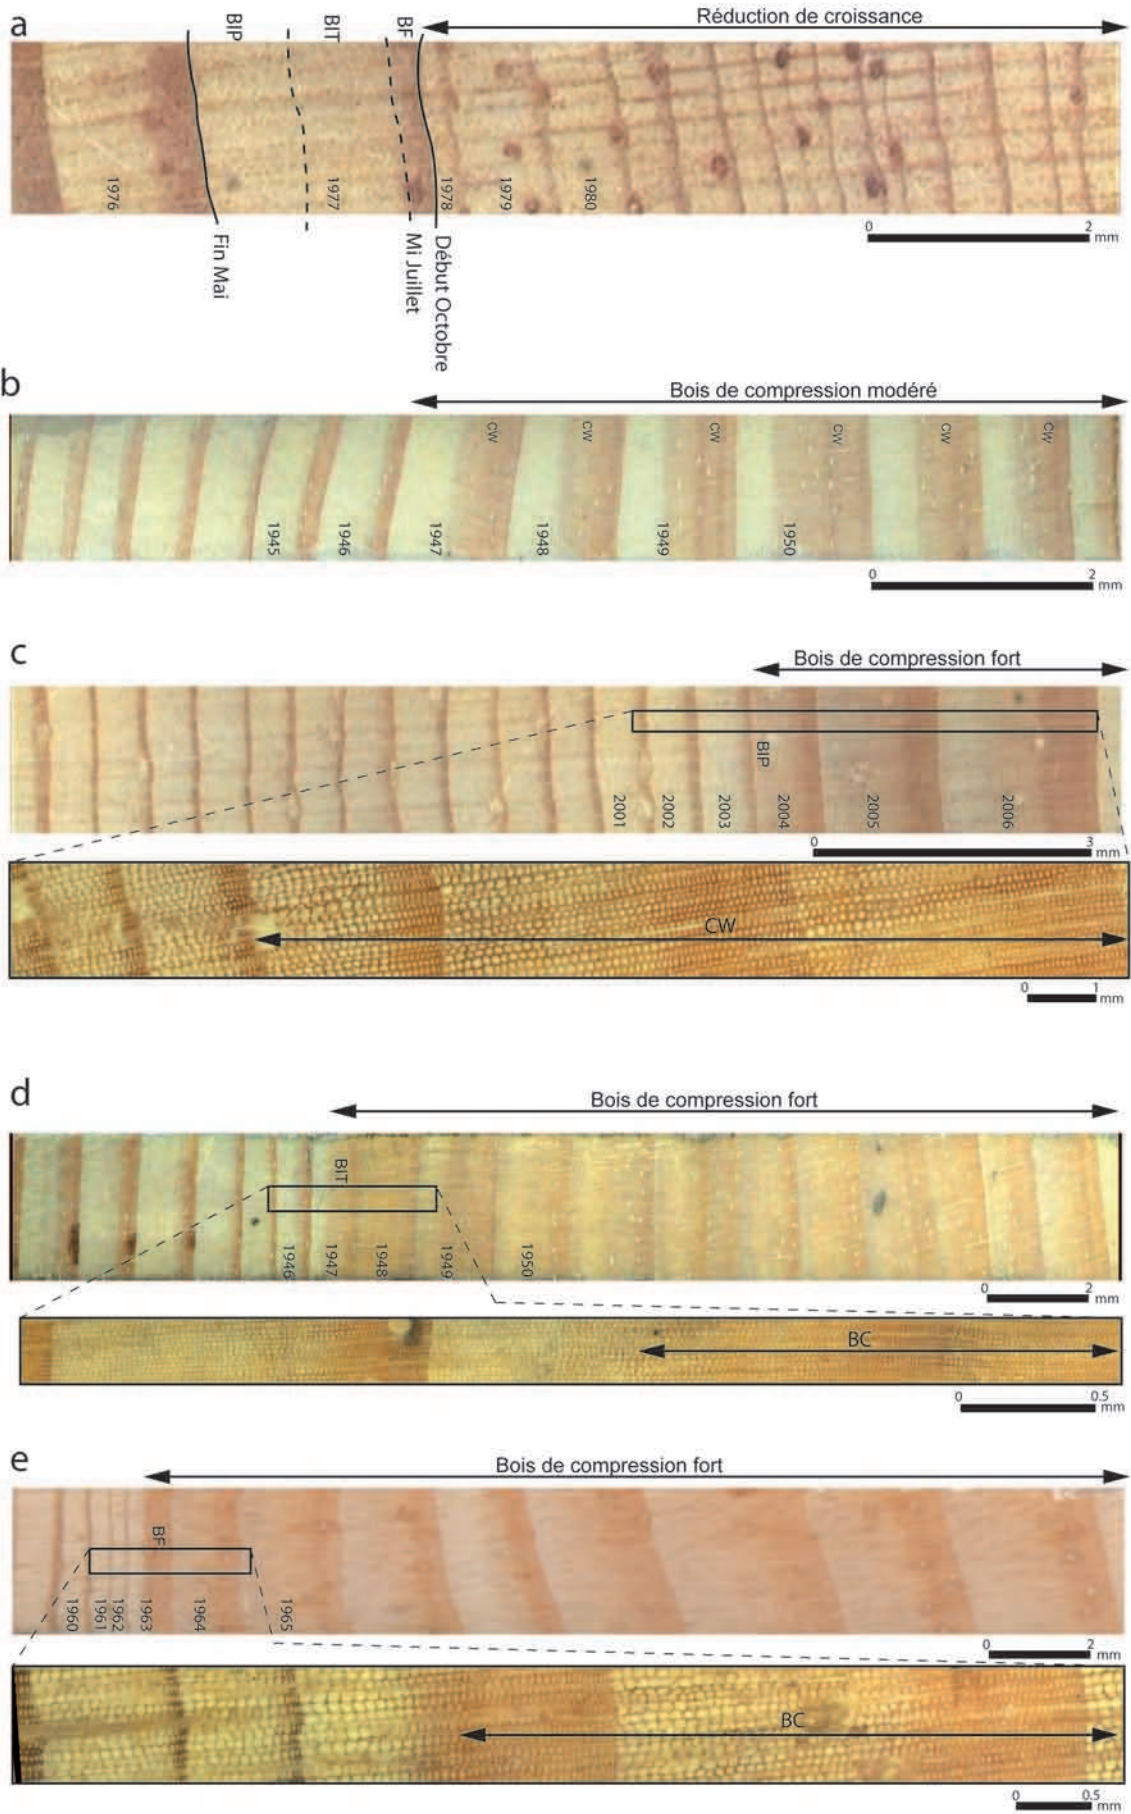 a
BIP
BIT
BF
Réduction de croissance
1976
1977
1978
1979
1980
Fin Mai
Mi Juillet
Début Octobre
0 2 mm
b
Bois de compression modéré
CW
CW
CW
CW
CW
CW
1945
1946
1947
1948
1949
1950
0 2 mm
c
Bois de compression fort
BIP
2001
2002
2003
2004
2005
2006
0 3 mm
CW
0 1 mm
d
Bois de compression fort
BIT
1946
1947
1948
1949
1950
0 2 mm
BC
0 0.5 mm
e
Bois de compression fort
BF
1960
1961
1962
1963
1964
1965
0 2 mm
BC
0 0.5 mm